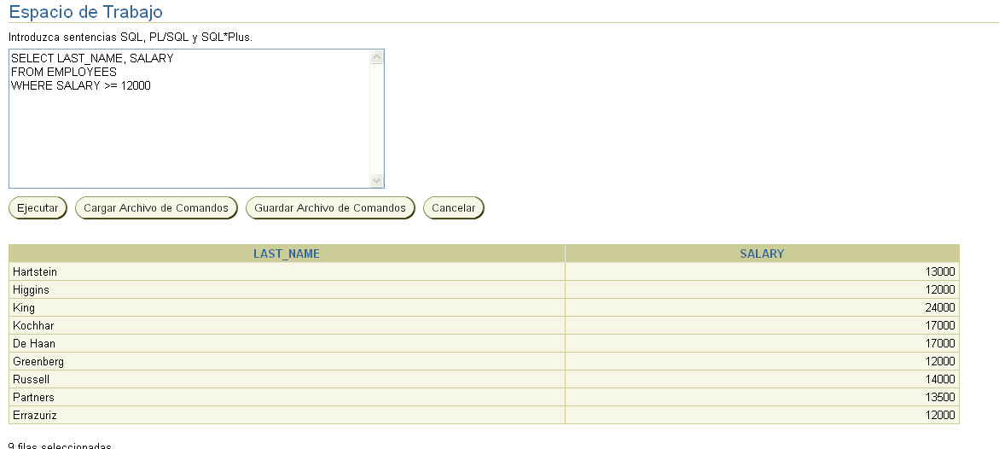 Espacio de Trabajo
Introduzca sentencias SQL, PL/SQL y SQL*Plus.
SELECT LAST_NAME, SALARY
FROM EMPLOYEES
WHERE SALARY >= 12000
Ejecutar Cargar Archivo de Comandos Guardar Archivo de Comandos Cancelar
LAST_NAME SALARY
Hartstein 13000
Higgins 12000
King 24000
Kochhar 17000
De Haan 17000
Greenberg 12000
Russell 14000
Partners 13500
Errazuriz 12000
9 filas seleccionadas